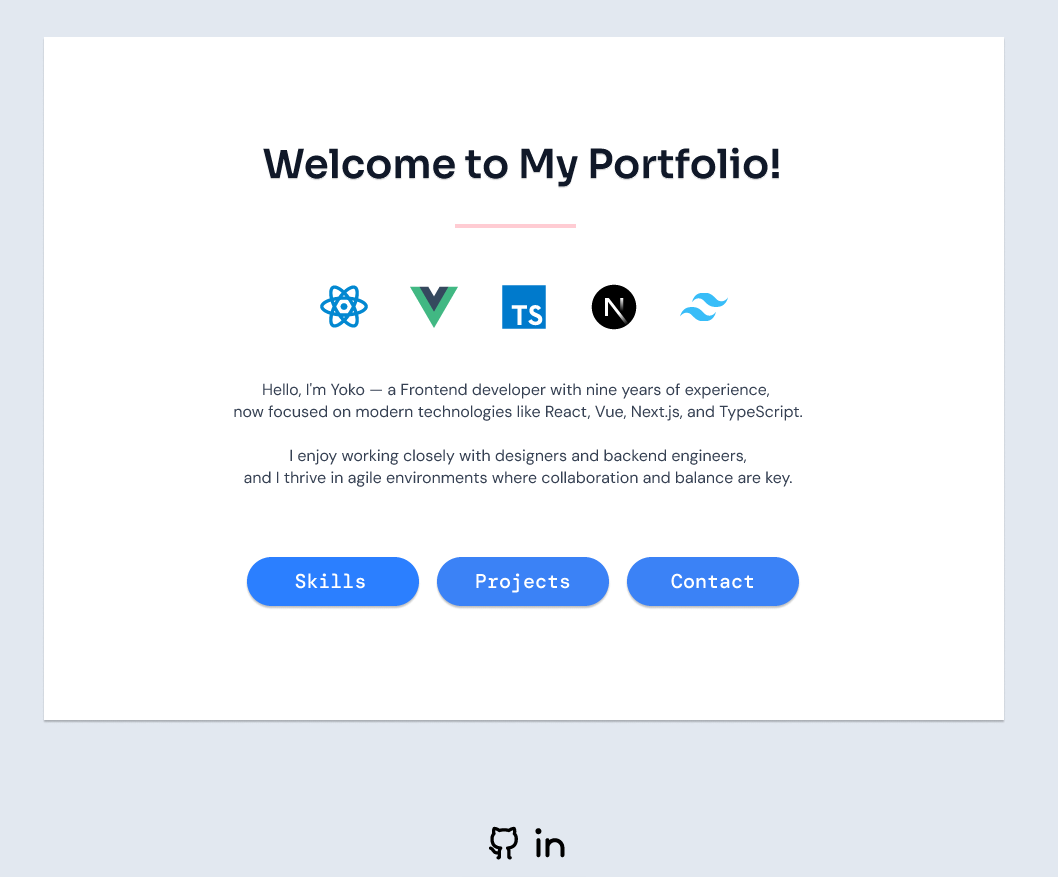 Welcome to My Portfolio!
TS
N
Hello, I'm Yoko — a Frontend developer with nine years of experience,
now focused on modern technologies like React, Vue, Next.js, and TypeScript.
I enjoy working closely with designers and backend engineers,
and I thrive in agile environments where collaboration and balance are key.
Skills
Projects
Contact
in